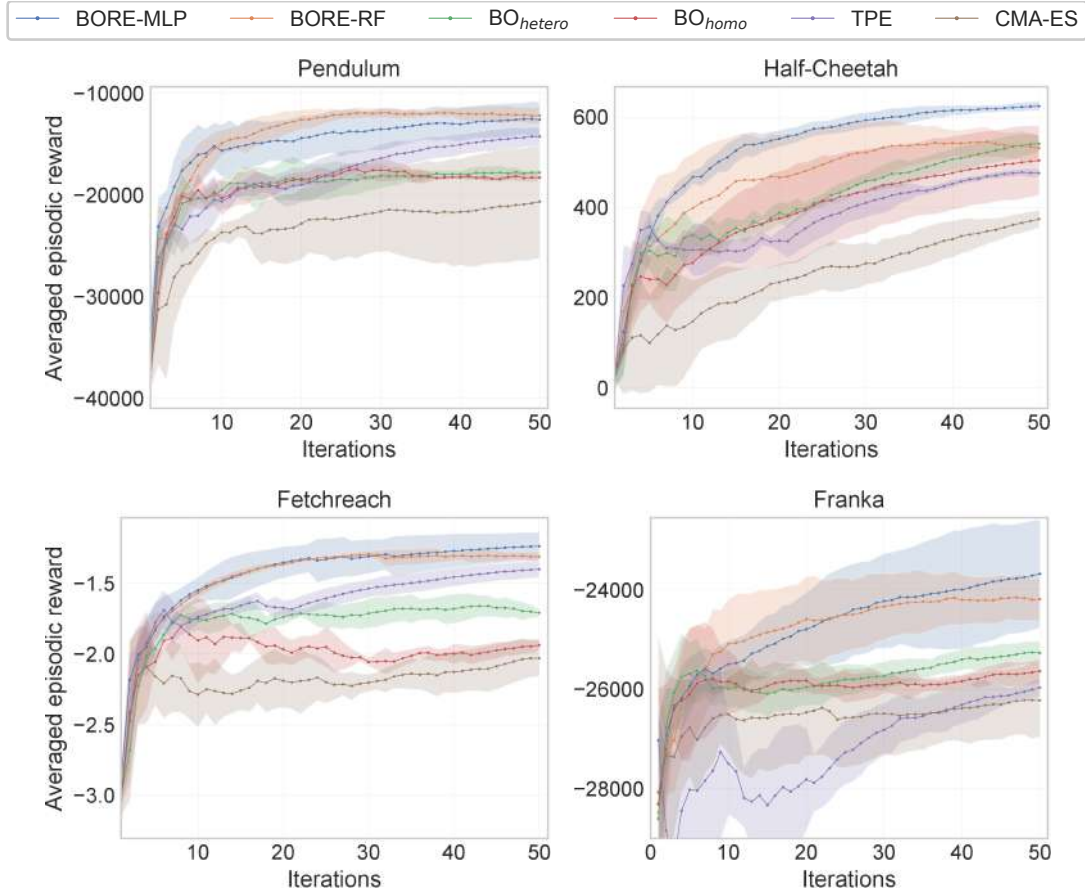 BORE-MLP BORE-RF BOhetero BOhomo TPE CMA-ES
Pendulum Half-Cheetah
Averaged episodic reward
−10000
−20000
−30000
−40000
10 20 30 40 50
Iterations
600
400
200
0
10 20 30 40 50
Iterations
Fetchreach Franka
Averaged episodic reward
−1.5
−2.0
−2.5
−3.0
10 20 30 40 50
Iterations
−24000
−26000
−28000
0 10 20 30 40 50
Iterations